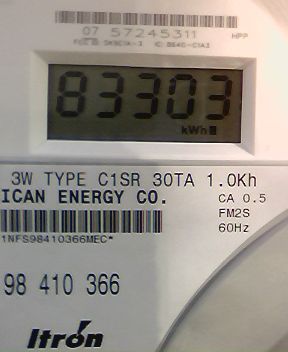 07 57245311 HPP
83303
kWh
3W TYPE C1SR 30TA 1.0Kh
ICAN ENERGY CO. CA 0.5
FM2S
60Hz
1NFS98410366MEC*
98 410 366
Itron